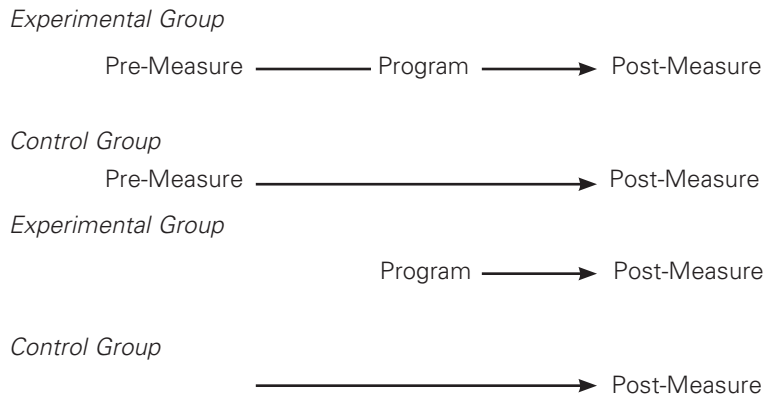 Experimental Group
Pre-Measure Program Post-Measure
Control Group
Pre-Measure Post-Measure
Experimental Group
Program Post-Measure
Control Group
Post-Measure